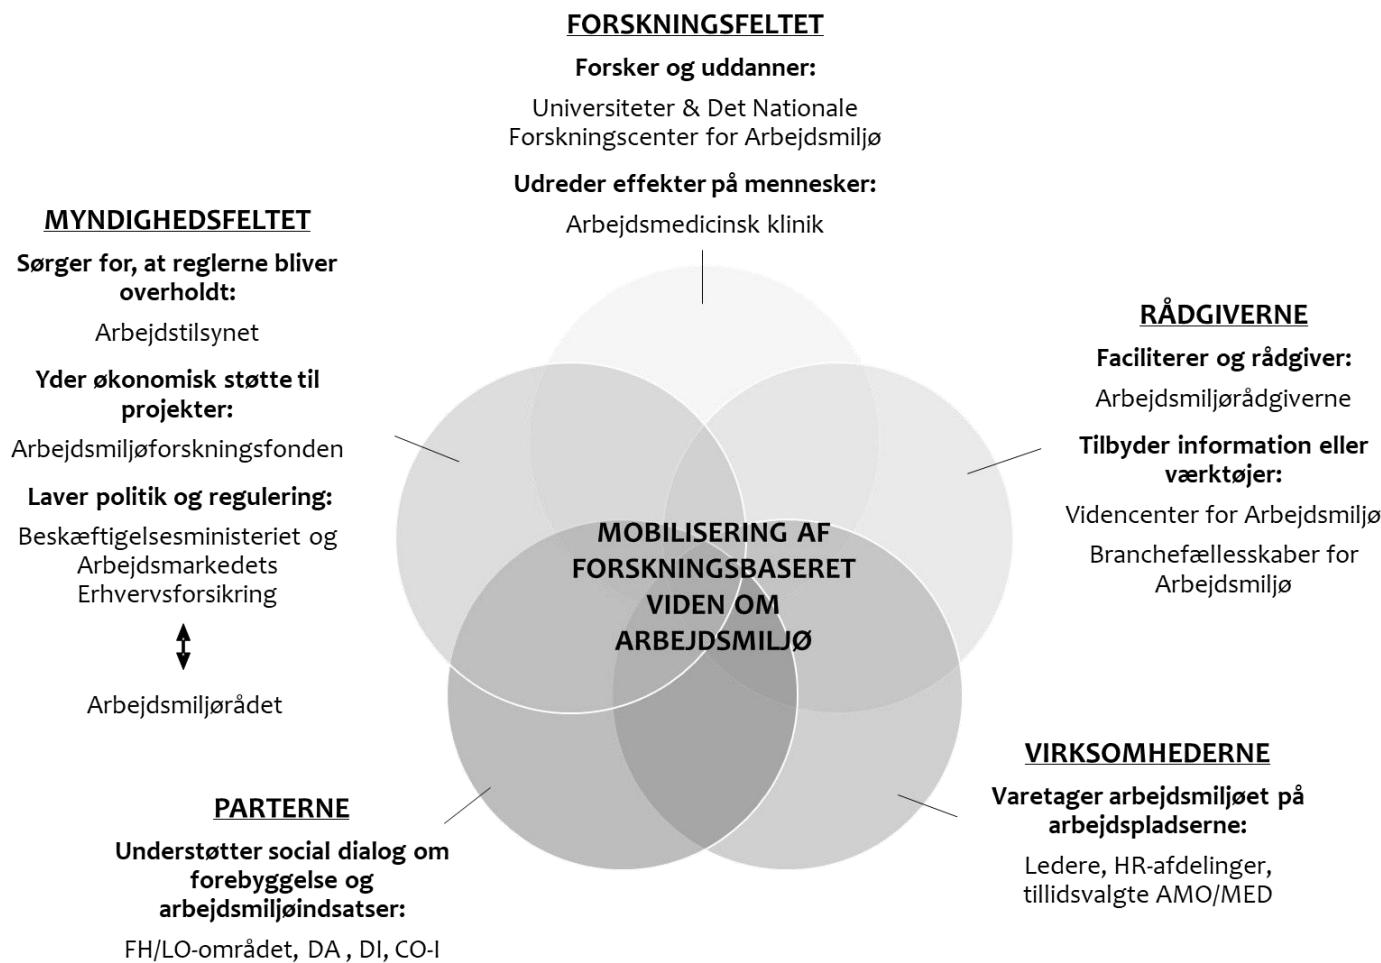 FORSKNINGSFELTET
Forsker og uddanner:
Universiteter & Det Nationale
Forskningscenter for Arbejdsmiljø
Udreder effekter på mennesker:
Arbejdsmedicinsk klinik
MYNDIGHEDSFELTET
Sørger for, at reglerne bliver
overholdt:
Arbejdstilsynet
Yder økonomisk støtte til
projekter:
Arbejdsmiljøforskningsfonden
Laver politik og regulering:
Beskæftigelsesministeriet og
Arbejdsmarkedets
Erhvervsforsikring
Arbejdsmiljørådet
RÅDGIVERNE
Faciliterer og rådgiver:
Arbejdsmiljørådgiverne
Tilbyder information eller
værktøjer:
Videncenter for Arbejdsmiljø
Branchefællesskaber for
Arbejdsmiljø
MOBILISERING AF
FORSKNINGSBASERET
VIDEN OM
ARBEJDSMILJØ
PARTERNE
Understøtter social dialog om
forebyggelse og
arbejdsmiljøindsatser:
FH/LO-området, DA , DI, CO-I
VIRKSOMHEDERNE
Varetager arbejdsmiljøet på
arbejdspladserne:
Ledere, HR-afdelinger,
tillidsvalgte AMO/MED